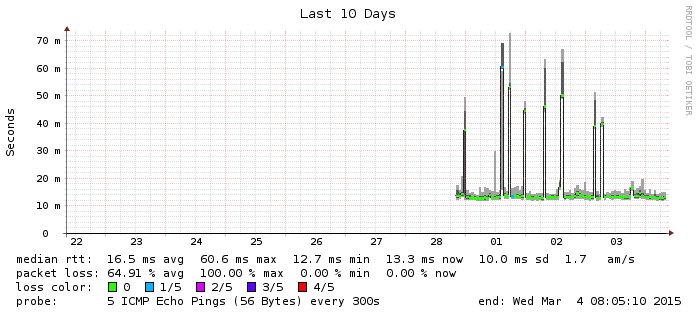 Last 10 Days
RRDTOOL / TOBI OETIKER
Seconds
70 m
60 m
50 m
40 m
30 m
20 m
10 m
0
22 23 24 25 26 27 28 01 02 03
median rtt: 16.5 ms avg 60.6 ms max 12.7 ms min 13.3 ms now 10.0 ms sd 1.7 am/s
packet loss: 64.91 % avg 100.00 % max 0.00 % min 0.00 % now
loss color: 0 1/5 2/5 3/5 4/5
probe: 5 ICMP Echo Pings (56 Bytes) every 300s end: Wed Mar 4 08:05:10 2015